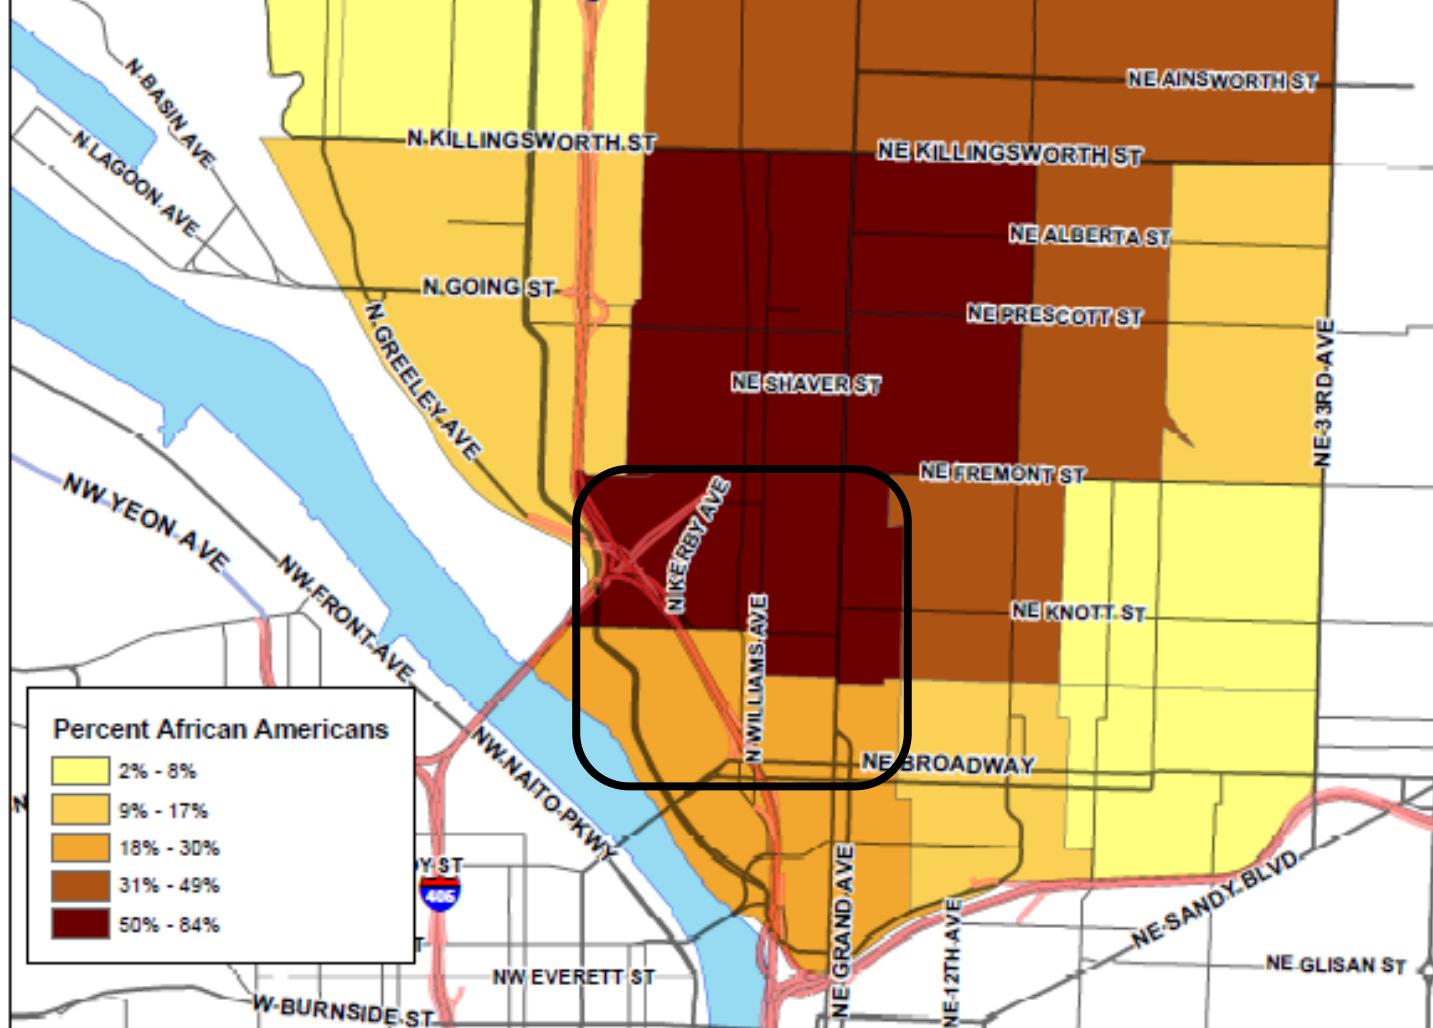 NE AINSWORTH ST
N BASIN AVE
N KILLINGSWORTH ST
NE KILLINGSWORTH ST
N LAGOON AVE
NE ALBERTA ST
N GOING ST
NE PRESCOTT ST
N GREELEY AVE
NE 33RD AVE
NE SHAVER ST
NE FREMONT ST
NW YEON AVE
N KERBY AVE
NW FRONT AVE
NE KNOTT ST
N WILLIAMS AVE
Percent African Americans
2% - 8%
9% - 17%
18% - 30%
31% - 49%
50% - 84%
NW NAITO PKWY
NE BROADWAY
N
OY ST
405
NE GRAND AVE
NE 12TH AVE
NE SANDY BLVD
T
NW EVERETT ST
NE GLISAN ST
W BURNSIDE ST